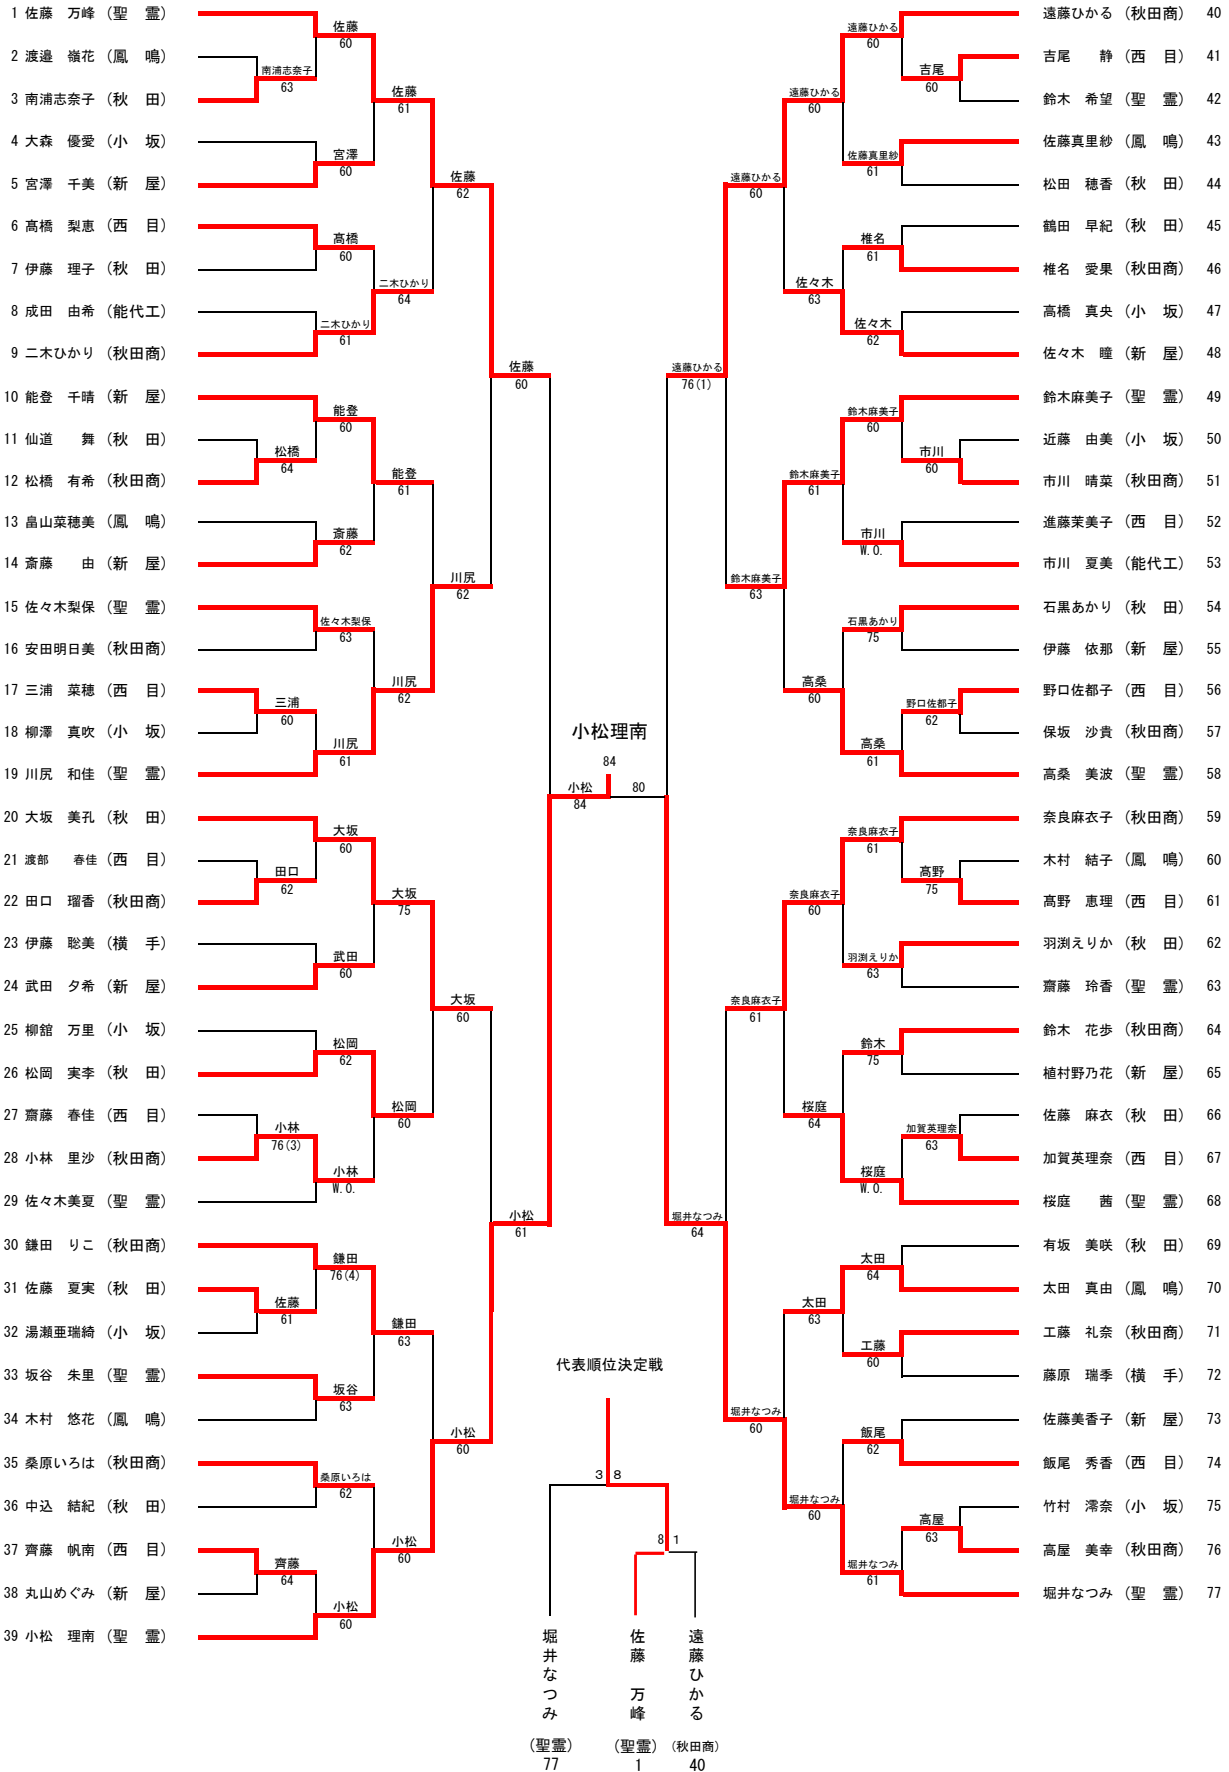 1 佐藤 万峰 (聖 霊)
2 渡邉 嶺花 (鳳 鳴)
3 南浦志奈子 (秋 田)
4 大森 優愛 (小 坂)
5 宮澤 千美 (新 屋)
6 髙橋 梨恵 (西 目)
7 伊藤 理子 (秋 田)
8 成田 由希 (能代工)
9 二木ひかり (秋田商)
10 能登 千晴 (新 屋)
11 仙道 舞 (秋 田)
12 松橋 有希 (秋田商)
13 畠山菜穂美 (鳳 鳴)
14 斎藤 由 (新 屋)
15 佐々木梨保 (聖 霊)
16 安田明日美 (秋田商)
17 三浦 菜穂 (西 目)
18 柳澤 真吹 (小 坂)
19 川尻 和佳 (聖 霊)
20 大坂 美孔 (秋 田)
21 渡部 春佳 (西 目)
22 田口 瑠香 (秋田商)
23 伊藤 聡美 (横 手)
24 武田 夕希 (新 屋)
25 柳舘 万里 (小 坂)
26 松岡 実李 (秋 田)
27 齋藤 春佳 (西 目)
28 小林 里沙 (秋田商)
29 佐々木美夏 (聖 霊)
30 鎌田 りこ (秋田商)
31 佐藤 夏実 (秋 田)
32 湯瀬亜瑞綺 (小 坂)
33 坂谷 朱里 (聖 霊)
34 木村 悠花 (鳳 鳴)
35 桑原いろは (秋田商)
36 中込 結紀 (秋 田)
37 齊藤 帆南 (西 目)
38 丸山めぐみ (新 屋)
39 小松 理南 (聖 霊)
南浦志奈子
63
松橋
64
三浦
60
田口
62
小林
76(3)
佐藤
61
齊藤
64
佐藤
60
宮澤
60
髙橋
60
二木ひかり
61
能登
60
斎藤
62
佐々木梨保
63
川尻
61
大坂
60
武田
60
松岡
62
小林
W.O.
鎌田
76(4)
坂谷
63
桑原いろは
62
小松
60
佐藤
61
二木ひかり
64
能登
61
川尻
62
大坂
75
松岡
60
鎌田
63
小松
60
佐藤
62
川尻
62
大坂
60
小松
60
佐藤
60
小松
61
小松理南
84
小松
84
80
遠藤ひかる
76(1)
堀井なつみ
64
遠藤ひかる
60
鈴木麻美子
63
奈良麻衣子
61
堀井なつみ
60
遠藤ひかる
60
佐々木
63
鈴木麻美子
61
高桑
60
奈良麻衣子
60
桜庭
64
太田
63
堀井なつみ
60
遠藤ひかる
60
佐藤真里紗
61
椎名
61
佐々木
62
鈴木麻美子
60
市川
W.O.
石黒あかり
75
高桑
61
奈良麻衣子
61
羽渕えりか
63
鈴木
75
桜庭
W.O.
太田
64
工藤
60
飯尾
62
堀井なつみ
61
吉尾
60
市川
60
野口佐都子
62
高野
75
加賀英理奈
63
高屋
63
遠藤ひかる (秋田商) 40
吉尾 静 (西 目) 41
鈴木 希望 (聖 霊) 42
佐藤真里紗 (鳳 鳴) 43
松田 穂香 (秋 田) 44
鶴田 早紀 (秋 田) 45
椎名 愛果 (秋田商) 46
高橋 真央 (小 坂) 47
佐々木 瞳 (新 屋) 48
鈴木麻美子 (聖 霊) 49
近藤 由美 (小 坂) 50
市川 晴菜 (秋田商) 51
進藤茉美子 (西 目) 52
市川 夏美 (能代工) 53
石黒あかり (秋 田) 54
伊藤 依那 (新 屋) 55
野口佐都子 (西 目) 56
保坂 沙貴 (秋田商) 57
高桑 美波 (聖 霊) 58
奈良麻衣子 (秋田商) 59
木村 結子 (鳳 鳴) 60
高野 恵理 (西 目) 61
羽渕えりか (秋 田) 62
齋藤 玲香 (聖 霊) 63
鈴木 花歩 (秋田商) 64
植村野乃花 (新 屋) 65
佐藤 麻衣 (秋 田) 66
加賀英理奈 (西 目) 67
桜庭 茜 (聖 霊) 68
有坂 美咲 (秋 田) 69
太田 真由 (鳳 鳴) 70
工藤 礼奈 (秋田商) 71
藤原 瑞季 (横 手) 72
佐藤美香子 (新 屋) 73
飯尾 秀香 (西 目) 74
竹村 澪奈 (小 坂) 75
高屋 美幸 (秋田商) 76
堀井なつみ (聖 霊) 77
代表順位決定戦
3 8
8 1
堀井なつみ
(聖霊)
77
佐藤 万峰
(聖霊)
1
遠藤ひかる
(秋田商)
40